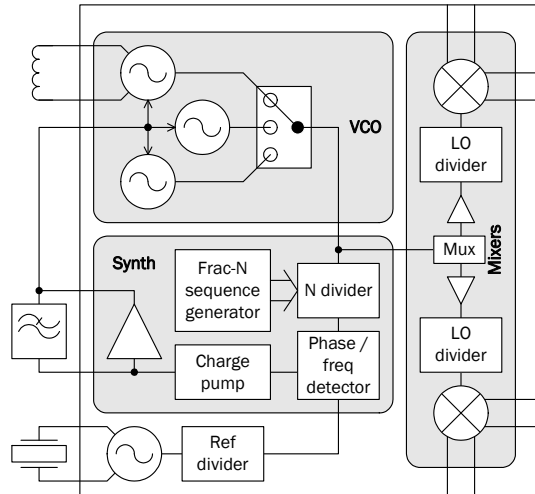 VCO
LO
divider
Mux
Mixers
Synth
Frac-N
sequence
generator
N divider
Charge
pump
Phase /
freq
detector
LO
divider
Ref
divider